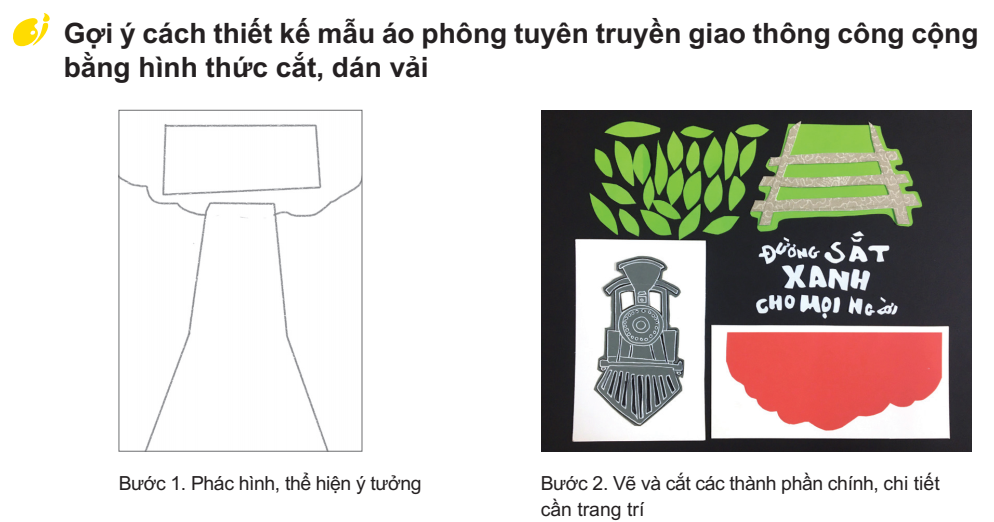 Gợi ý cách thiết kế mẫu áo phông tuyên truyền giao thông công cộng
bằng hình thức cắt, dán vải
ĐƯỜNG SẮT
XANH
CHO MỌI NGƯỜI
Bước 1. Phác hình, thể hiện ý tưởng
Bước 2. Vẽ và cắt các thành phần chính, chi tiết
cần trang trí